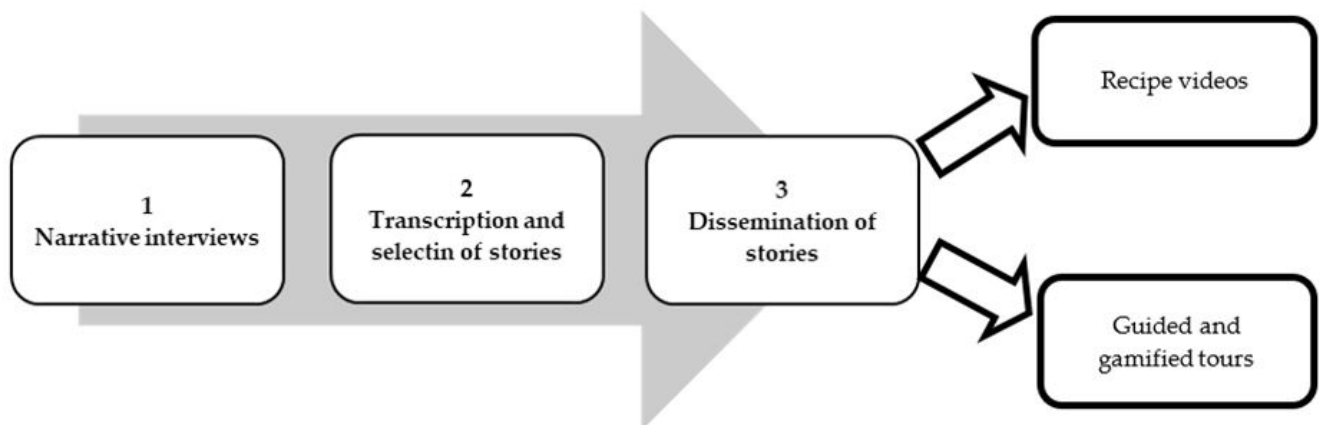 1
Narrative interviews
2
Transcription and
selectin of stories
3
Dissemination of
stories
Recipe videos
Guided and
gamified tours